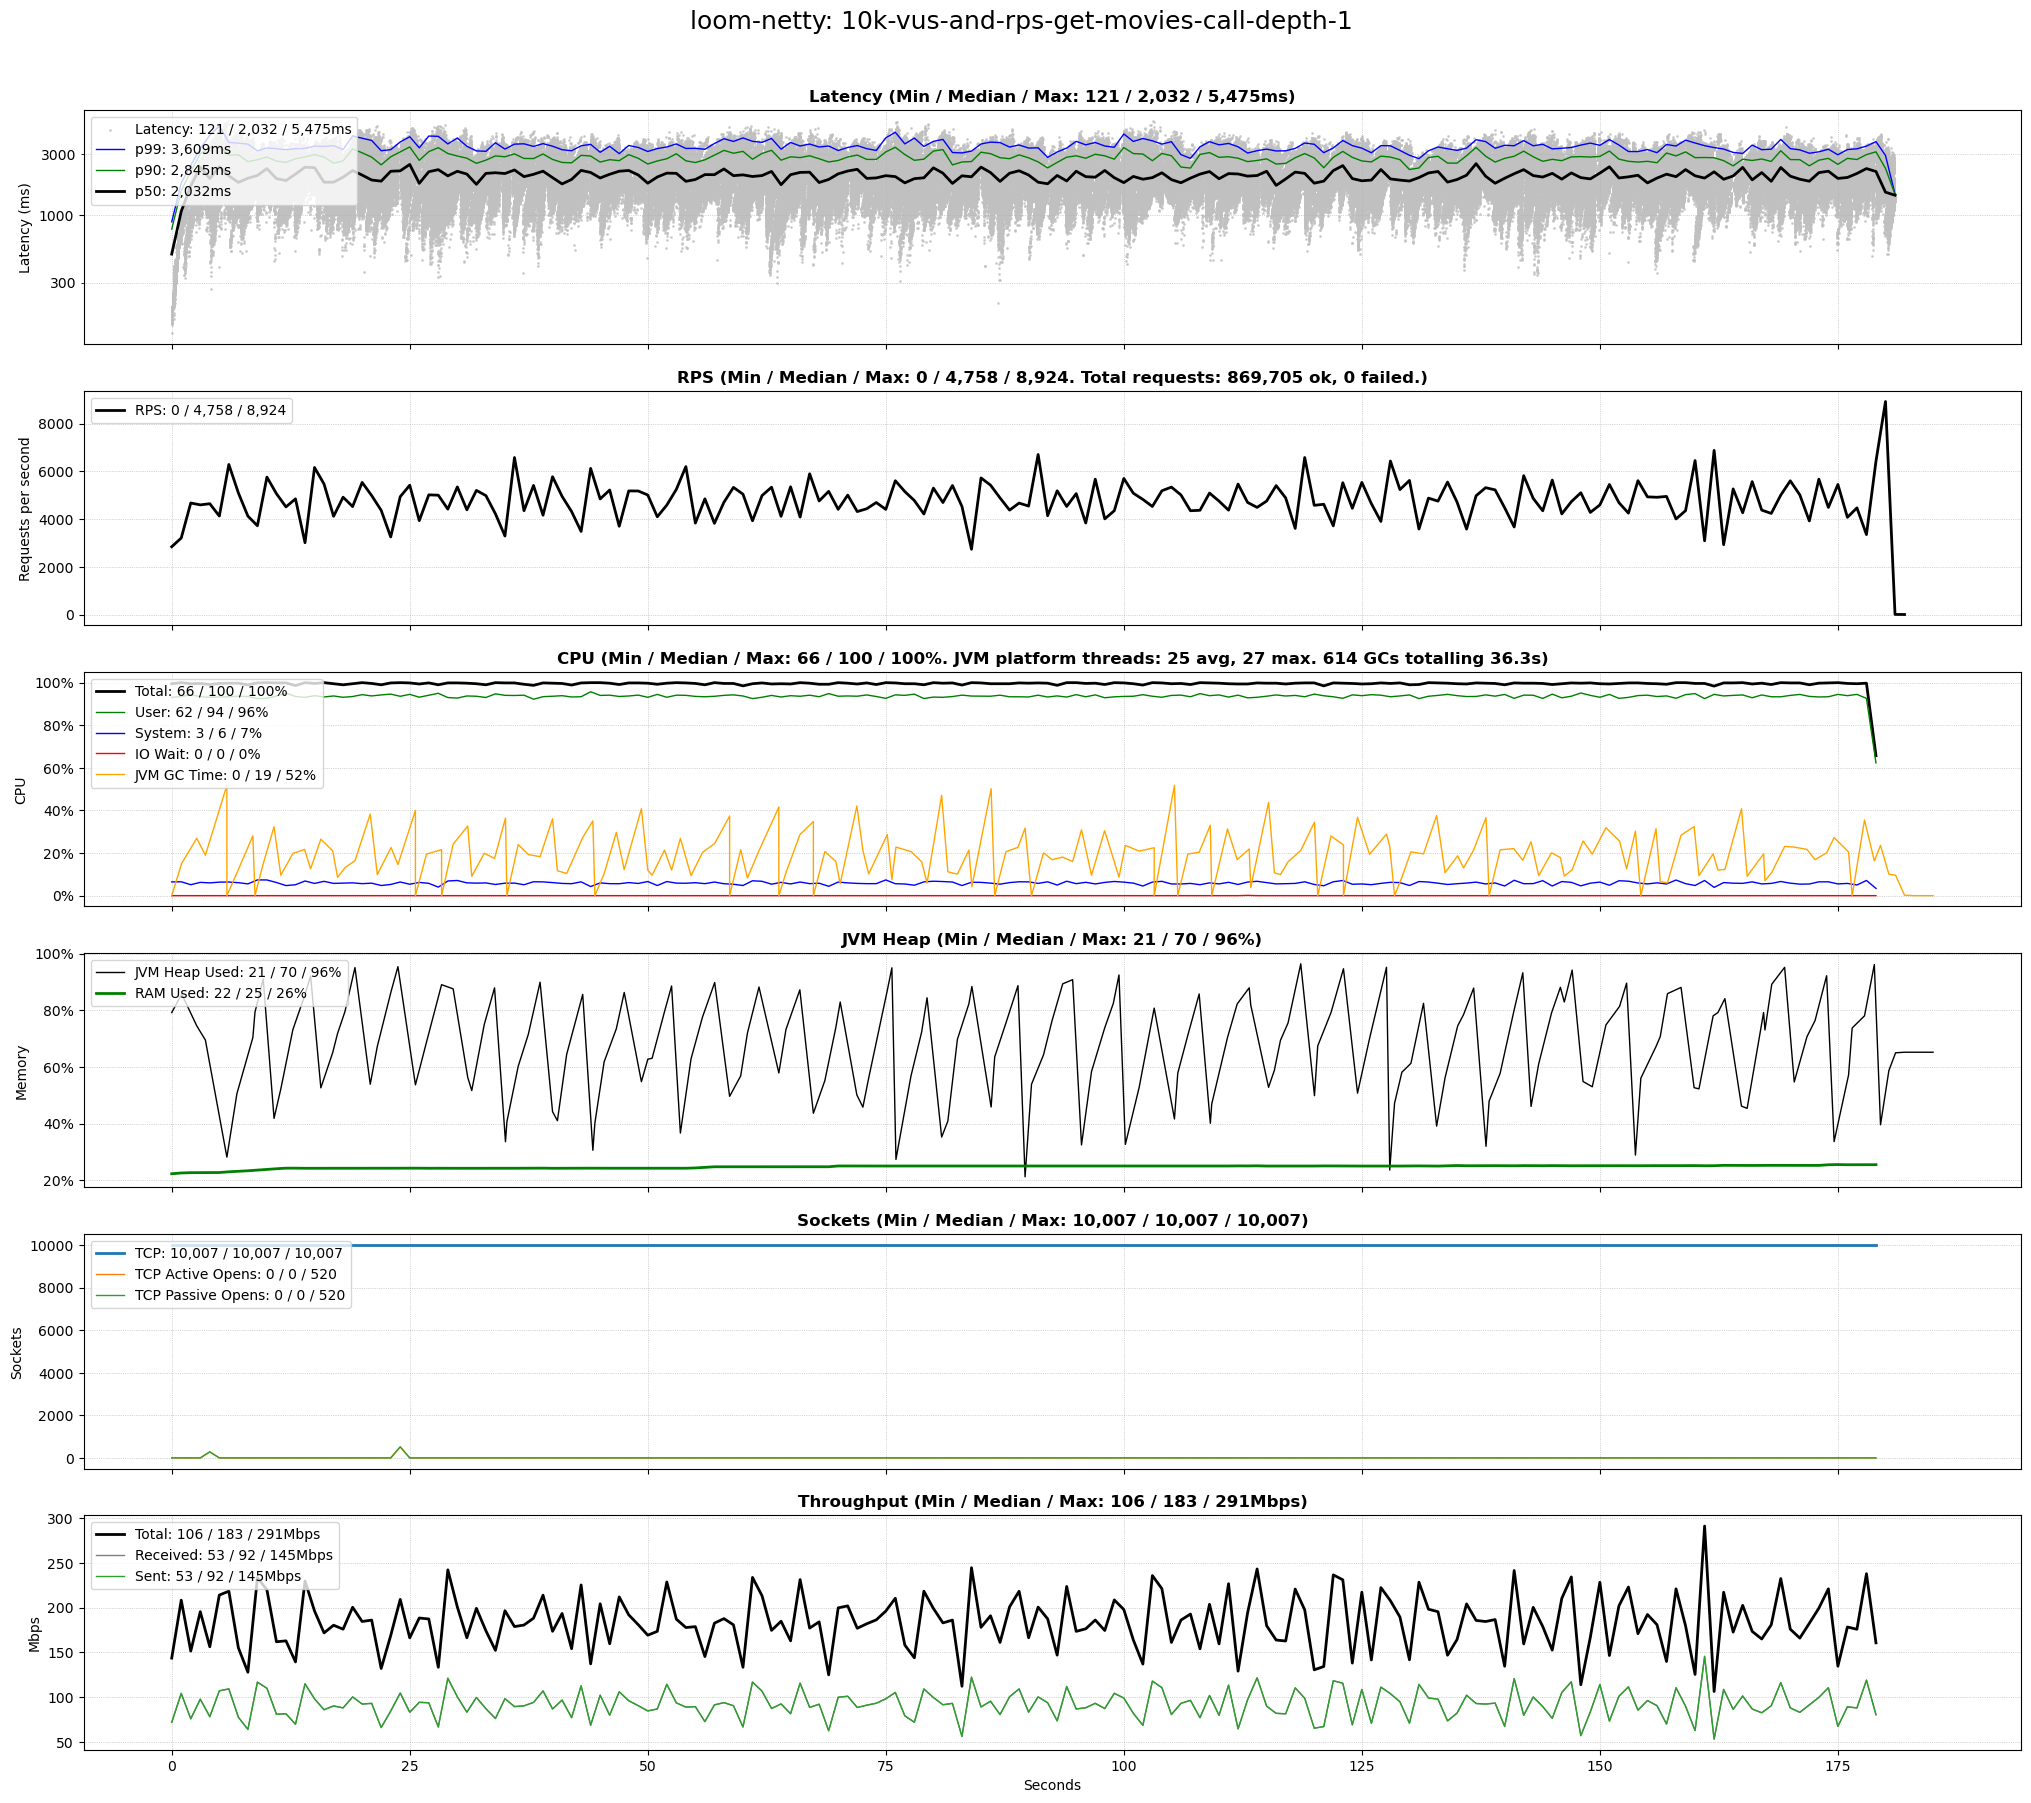 loom-netty: 10k-vus-and-rps-get-movies-call-depth-1
Latency (Min / Median / Max: 121 / 2,032 / 5,475ms)
Latency: 121 / 2,032 / 5,475ms
p99: 3,609ms
p90: 2,845ms
p50: 2,032ms
3000
1000
300
Latency (ms)
RPS (Min / Median / Max: 0 / 4,758 / 8,924. Total requests: 869,705 ok, 0 failed.)
RPS: 0 / 4,758 / 8,924
8000
6000
4000
2000
0
Requests per second
CPU (Min / Median / Max: 66 / 100 / 100%. JVM platform threads: 25 avg, 27 max. 614 GCs totalling 36.3s)
Total: 66 / 100 / 100%
User: 62 / 94 / 96%
System: 3 / 6 / 7%
IO Wait: 0 / 0 / 0%
JVM GC Time: 0 / 19 / 52%
100%
80%
60%
40%
20%
0%
CPU
JVM Heap (Min / Median / Max: 21 / 70 / 96%)
JVM Heap Used: 21 / 70 / 96%
RAM Used: 22 / 25 / 26%
100%
80%
60%
40%
20%
Memory
Sockets (Min / Median / Max: 10,007 / 10,007 / 10,007)
TCP: 10,007 / 10,007 / 10,007
TCP Active Opens: 0 / 0 / 520
TCP Passive Opens: 0 / 0 / 520
10000
8000
6000
4000
2000
0
Sockets
Throughput (Min / Median / Max: 106 / 183 / 291Mbps)
Total: 106 / 183 / 291Mbps
Received: 53 / 92 / 145Mbps
Sent: 53 / 92 / 145Mbps
300
250
200
150
100
50
Mbps
0 25 50 75 100 125 150 175
Seconds